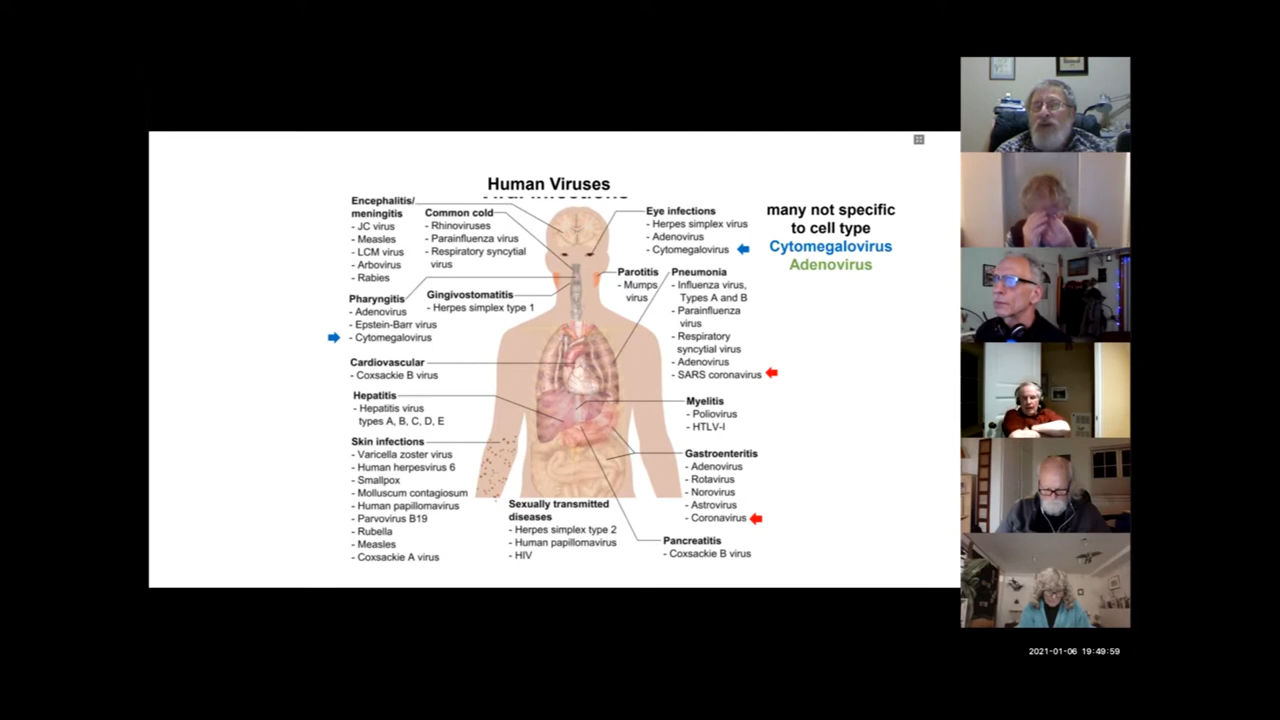 Human Viruses
Encephalitis/
meningitis
- JC virus
- Measles
- LCM virus
- Arbovirus
- Rabies
Common cold
- Rhinoviruses
- Parainfluenza virus
- Respiratory syncytial
virus
Eye infections
- Herpes simplex virus
- Adenovirus
- Cytomegalovirus
many not specific
to cell type
Cytomegalovirus
Adenovirus
Pharyngitis
- Adenovirus
- Epstein-Barr virus
- Cytomegalovirus
Gingivostomatitis
- Herpes simplex type 1
Parotitis
- Mumps
virus
Pneumonia
- Influenza virus,
Types A and B
- Parainfluenza
virus
- Respiratory
syncytial virus
- Adenovirus
- SARS coronavirus
Cardiovascular
- Coxsackie B virus
Hepatitis
- Hepatitis virus
types A, B, C, D, E
Myelitis
- Poliovirus
- HTLV-I
Skin infections
- Varicella zoster virus
- Human herpesvirus 6
- Smallpox
- Molluscum contagiosum
- Human papillomavirus
- Parvovirus B19
- Rubella
- Measles
- Coxsackie A virus
Gastroenteritis
- Adenovirus
- Rotavirus
- Norovirus
- Astrovirus
- Coronavirus
Sexually transmitted
diseases
- Herpes simplex type 2
- Human papillomavirus
- HIV
Pancreatitis
- Coxsackie B virus
2021-01-06 19:49:59